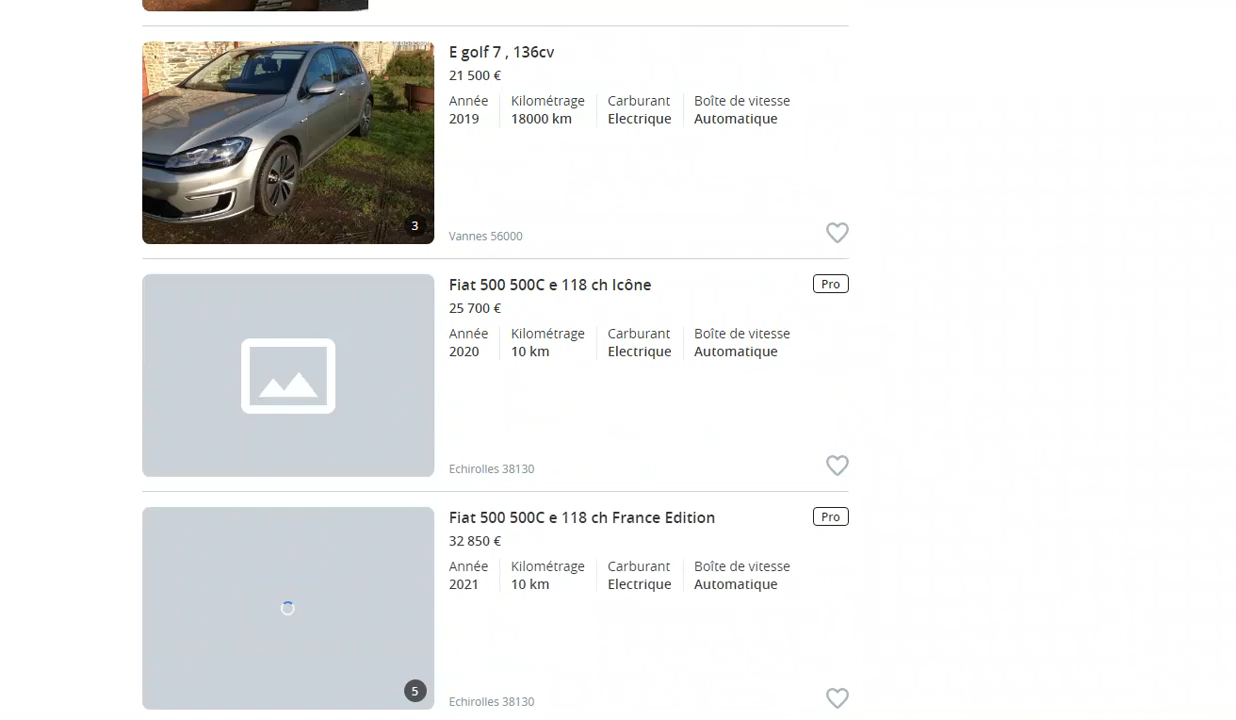 E golf 7 , 136cv
21 500 €
Année Kilométrage Carburant Boîte de vitesse
2019 18000 km Electrique Automatique
3
Vannes 56000
Fiat 500 500C e 118 ch Icône
Pro
25 700 €
Année Kilométrage Carburant Boîte de vitesse
2020 10 km Electrique Automatique
Echirolles 38130
Fiat 500 500C e 118 ch France Edition
Pro
32 850 €
Année Kilométrage Carburant Boîte de vitesse
2021 10 km Electrique Automatique
5
Echirolles 38130